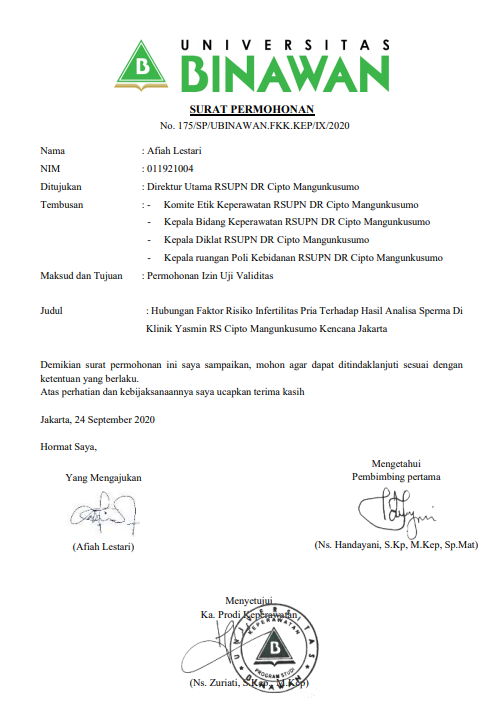 UNIVERSITAS
BINAWAN
SURAT PERMOHONAN
No. 175/SP/UBINAWAN.FKK.KEP/IX/2020
Nama : Afiah Lestari
NIM : 011921004
Ditujukan : Direktur Utama RSUPN DR Cipto Mangunkusumo
Tembusan : - Komite Etik Keperawatan RSUPN DR Cipto Mangunkusumo
- Kepala Bidang Keperawatan RSUPN DR Cipto Mangunkusumo
- Kepala Diklat RSUPN DR Cipto Mangunkusumo
- Kepala ruangan Poli Kebidanan RSUPN DR Cipto Mangunkusumo
Maksud dan Tujuan : Permohonan Izin Uji Validitas
Judul : Hubungan Faktor Risiko Infertilitas Pria Terhadap Hasil Analisa Sperma Di
Klinik Yasmin RS Cipto Mangunkusumo Kencana Jakarta
Demikian surat permohonan ini saya sampaikan, mohon agar dapat ditindaklanjuti sesuai dengan
ketentuan yang berlaku.
Atas perhatian dan kebijaksanaannya saya ucapkan terima kasih
Jakarta, 24 September 2020
Hormat Saya,
Yang Mengajukan
(Afiah Lestari)
Mengetahui
Pembimbing pertama
(Ns. Handayani, S.Kp, M.Kep, Sp.Mat)
Menyetujui
Ka. Prodi Keperawatan,
UNIVERSITAS
KEPERAWATAN
B
PROGRAM STUDI
BINAWAN
(Ns. Zuriati, S.Kep., M.Kep)